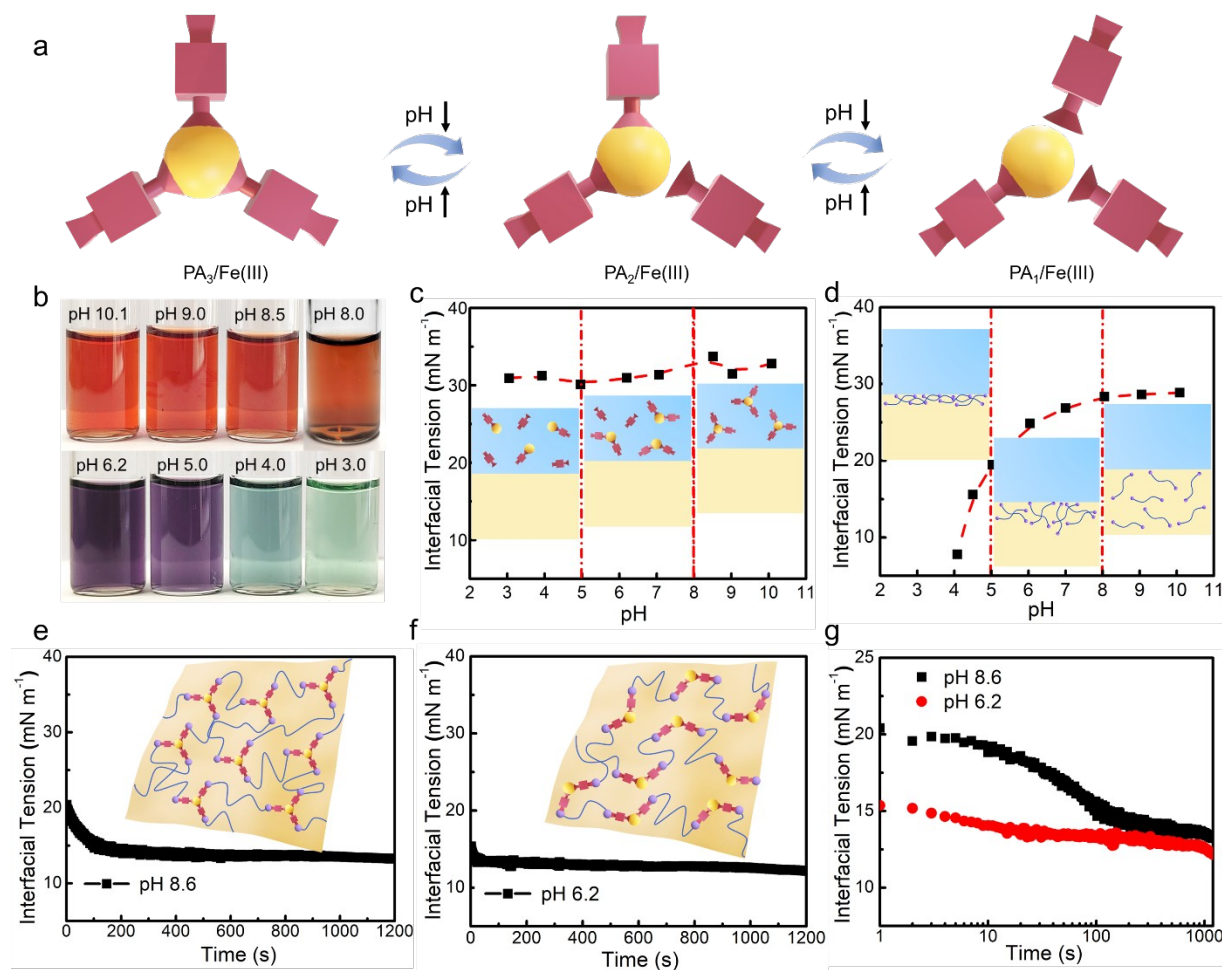 a
pH ↓
pH ↑
pH ↓
pH ↑
PA₃/Fe(III)
PA₂/Fe(III)
PA₁/Fe(III)
b
pH 10.1
pH 9.0
pH 8.5
pH 8.0
pH 6.2
pH 5.0
pH 4.0
pH 3.0
c
Interfacial Tension (mN m⁻¹)
40
30
20
10
2 3 4 5 6 7 8 9 10 11
pH
d
Interfacial Tension (mN m⁻¹)
40
30
20
10
2 3 4 5 6 7 8 9 10 11
pH
e
Interfacial Tension (mN m⁻¹)
40
30
20
10
pH 8.6
0 200 400 600 800 1000 1200
Time (s)
f
Interfacial Tension (mN m⁻¹)
40
30
20
10
pH 6.2
0 200 400 600 800 1000 1200
Time (s)
g
Interfacial Tension (mN m⁻¹)
25
20
15
10
pH 8.6
pH 6.2
1 10 100 1000
Time (s)